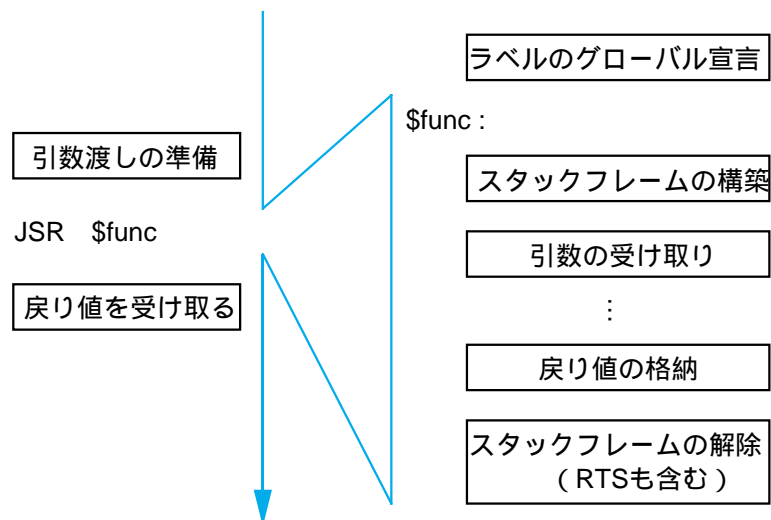 引数渡しの準備
JSR $func
戻り値を受け取る
ラベルのグローバル宣言
$func :
スタックフレームの構築
引数の受け取り
⋮
戻り値の格納
スタックフレームの解除
（RTSも含む）